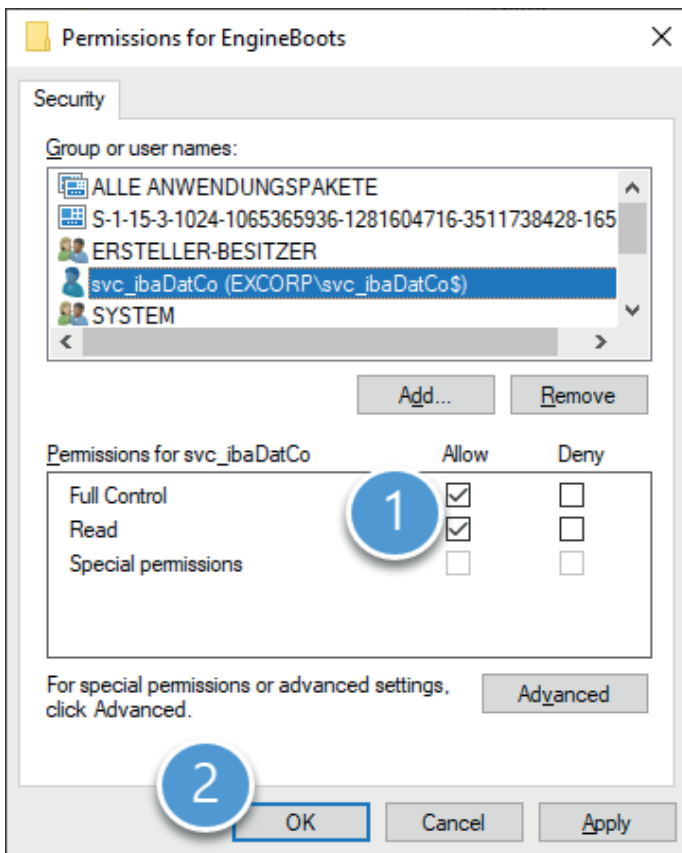 Permissions for EngineBoots
Security
Group or user names:
ALLE ANWENDUNGSPAKETE
S-1-15-3-1024-1065365936-1281604716-3511738428-165
ERSTELLER-BESITZER
svc_ibaDatCo (EXCORP\svc_ibaDatCo$)
SYSTEM
Add... Remove
Permissions for svc_ibaDatCo Allow Deny
Full Control
1
Read
Special permissions
For special permissions or advanced settings,
click Advanced.
Advanced
2
OK Cancel Apply